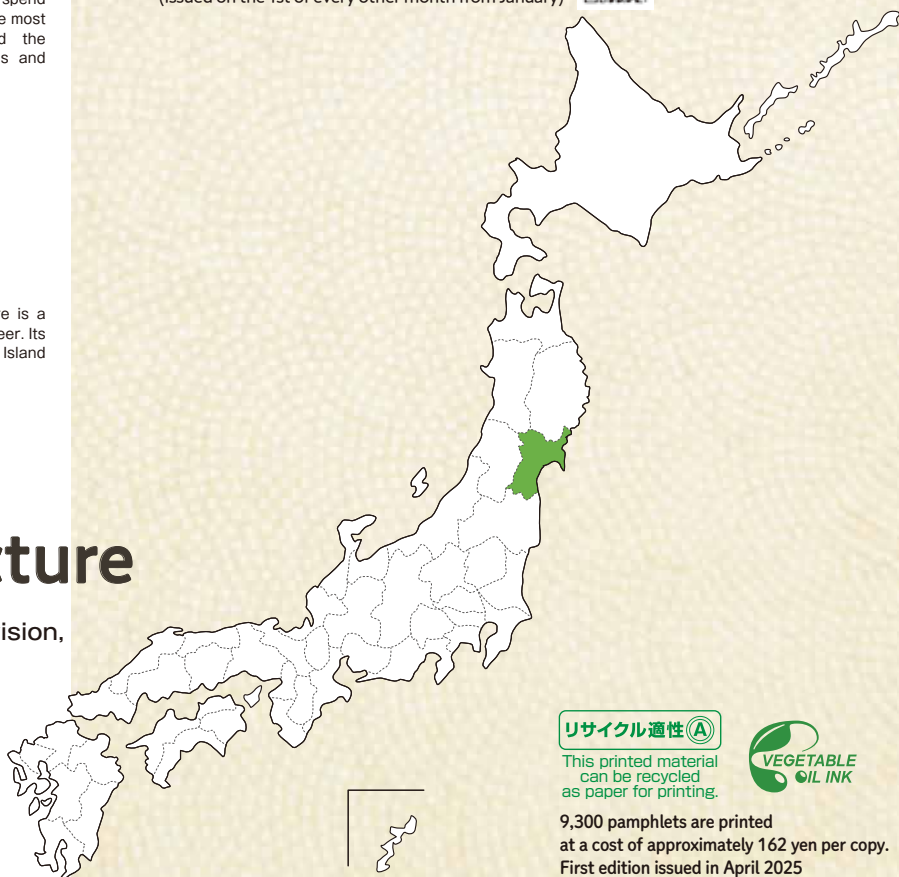 spend
e most
d the
s and
(Issued on the 1st of every other month from January)
e is a
eer. Its
Island
cture
ision,
リサイクル適性 A
This printed material
can be recycled
as paper for printing.
VEGETABLE
OIL INK
9,300 pamphlets are printed
at a cost of approximately 162 yen per copy.
First edition issued in April 2025